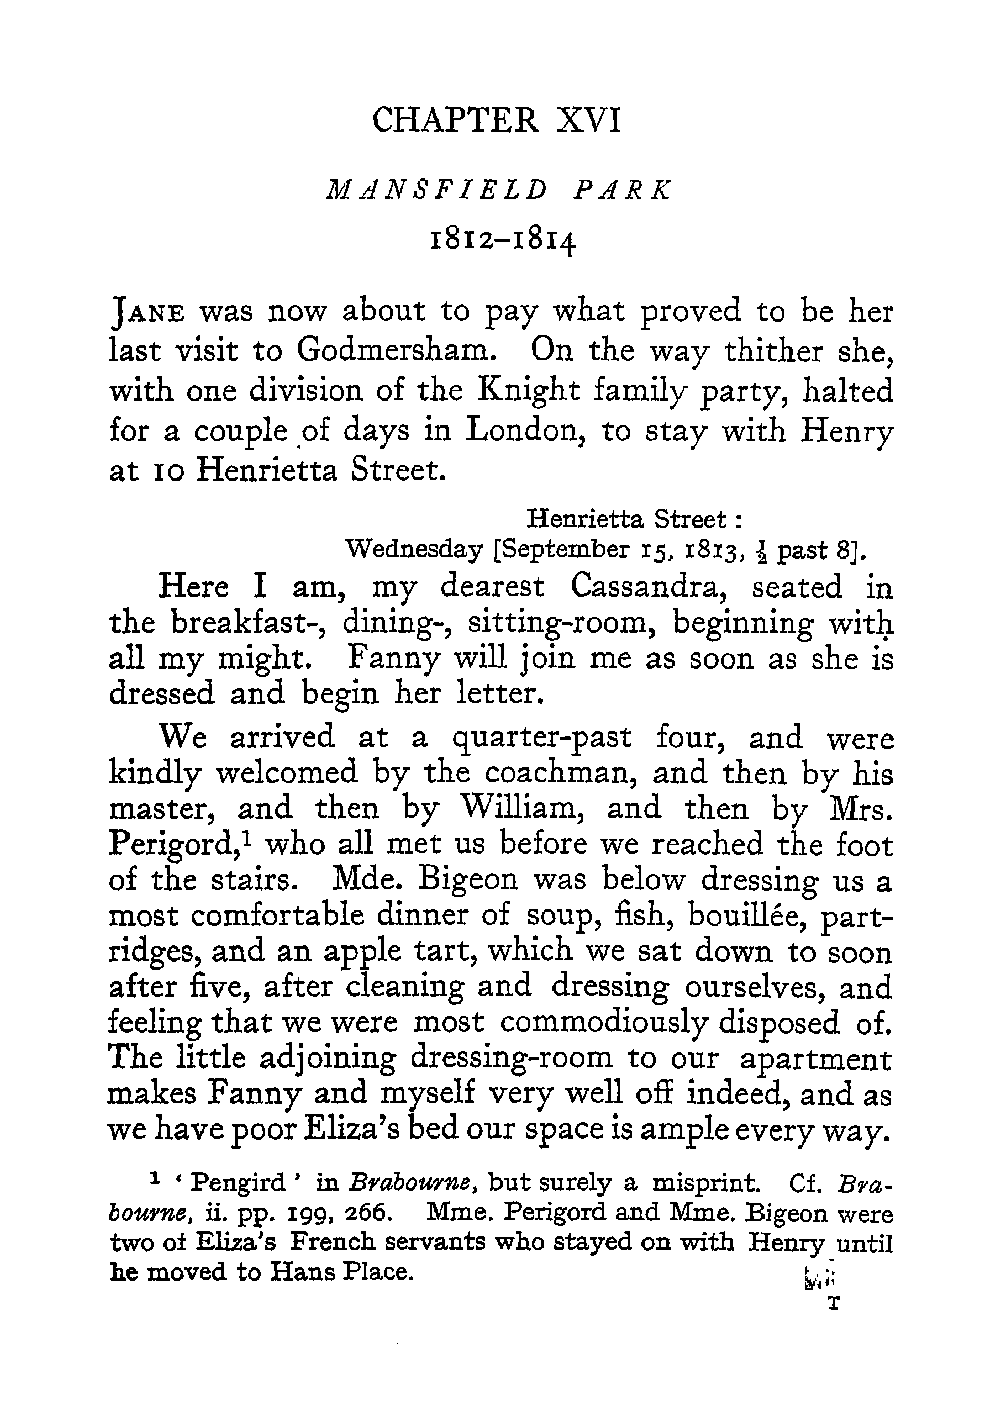 CHAPTER XVI
MANSFIELD PARK
1812–1814
JANE was now about to pay what proved to be her
last visit to Godmersham. On the way thither she,
with one division of the Knight family party, halted
for a couple of days in London, to stay with Henry
at 10 Henrietta Street.
Henrietta Street :
Wednesday [September 15, 1813, ½ past 8].
Here I am, my dearest Cassandra, seated in
the breakfast-, dining-, sitting-room, beginning with
all my might. Fanny will join me as soon as she is
dressed and begin her letter.
We arrived at a quarter-past four, and were
kindly welcomed by the coachman, and then by his
master, and then by William, and then by Mrs.
Perigord,¹ who all met us before we reached the foot
of the stairs. Mde. Bigeon was below dressing us a
most comfortable dinner of soup, fish, bouillée, part-
ridges, and an apple tart, which we sat down to soon
after five, after cleaning and dressing ourselves, and
feeling that we were most commodiously disposed of.
The little adjoining dressing-room to our apartment
makes Fanny and myself very well off indeed, and as
we have poor Eliza's bed our space is ample every way.
¹ ‘ Pengird ’ in Brabourne, but surely a misprint. Cf. Bra-
bourne, ii. pp. 199, 266. Mme. Perigord and Mme. Bigeon were
two of Eliza's French servants who stayed on with Henry until
he moved to Hans Place.
T